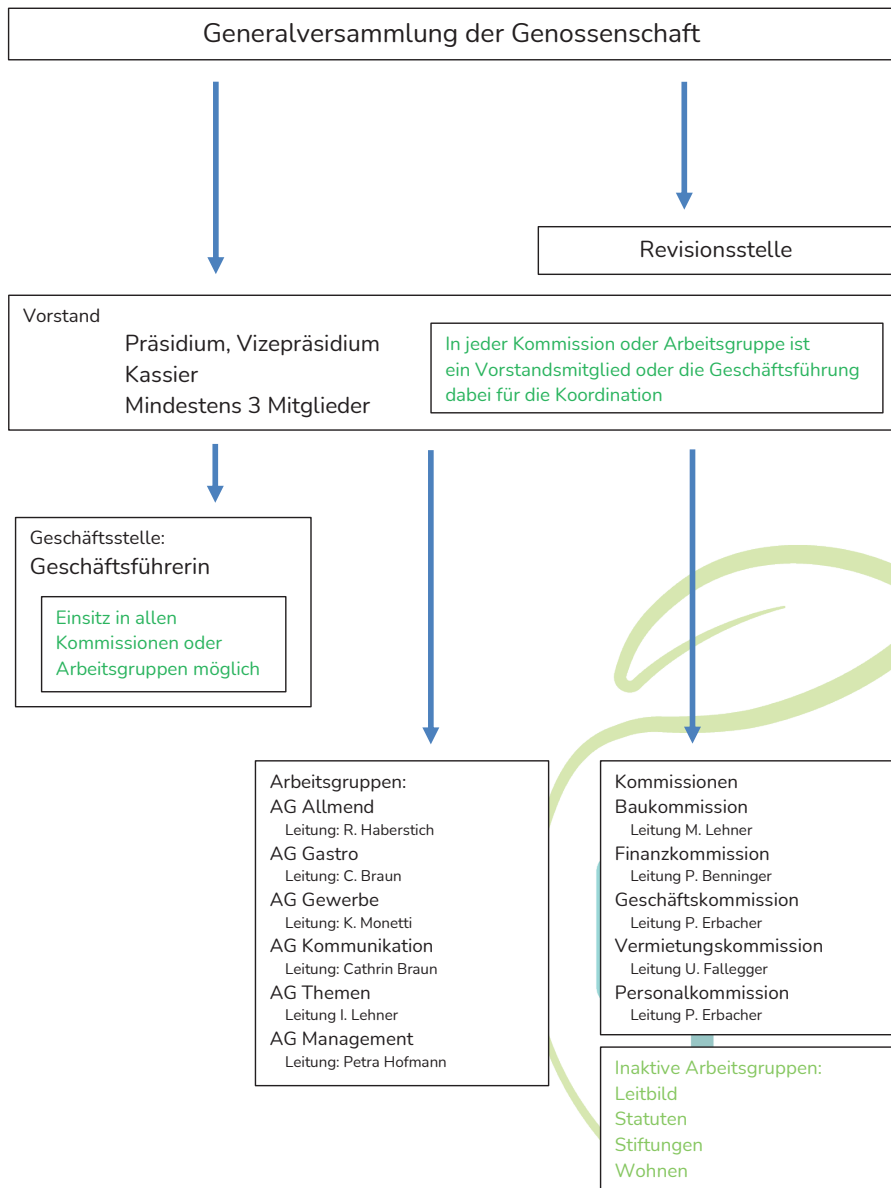 Generalversammlung der Genossenschaft
Revisionsstelle
Vorstand
Präsidium, Vizepräsidium
Kassier
Mindestens 3 Mitglieder
In jeder Kommission oder Arbeitsgruppe ist
ein Vorstandsmitglied oder die Geschäftsführung
dabei für die Koordination
Geschäftsstelle:
Geschäftsführerin
Einsitz in allen
Kommissionen oder
Arbeitsgruppen möglich
Arbeitsgruppen:
AG Allmend
Leitung: R. Haberstich
AG Gastro
Leitung: C. Braun
AG Gewerbe
Leitung: K. Monetti
AG Kommunikation
Leitung: Cathrin Braun
AG Themen
Leitung I. Lehner
AG Management
Leitung: Petra Hofmann
Kommissionen
Baukommission
Leitung M. Lehner
Finanzkommission
Leitung P. Benninger
Geschäftskommission
Leitung P. Erbacher
Vermietungskommission
Leitung U. Fallegger
Personalkommission
Leitung P. Erbacher
Inaktive Arbeitsgruppen:
Leitbild
Statuten
Stiftungen
Wohnen